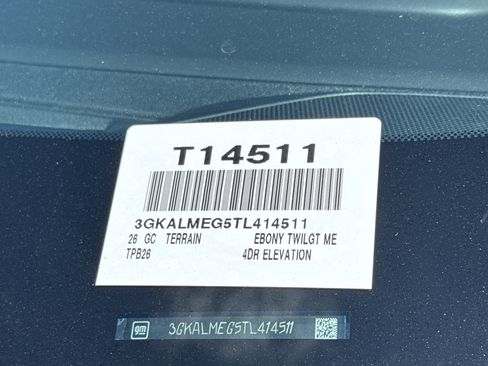 T14511
3GKALMEG5TL414511
26 GC TERRAIN EBONY TWILGT ME
TPB26 4DR ELEVATION
gm 3GKALMEG5TL414511